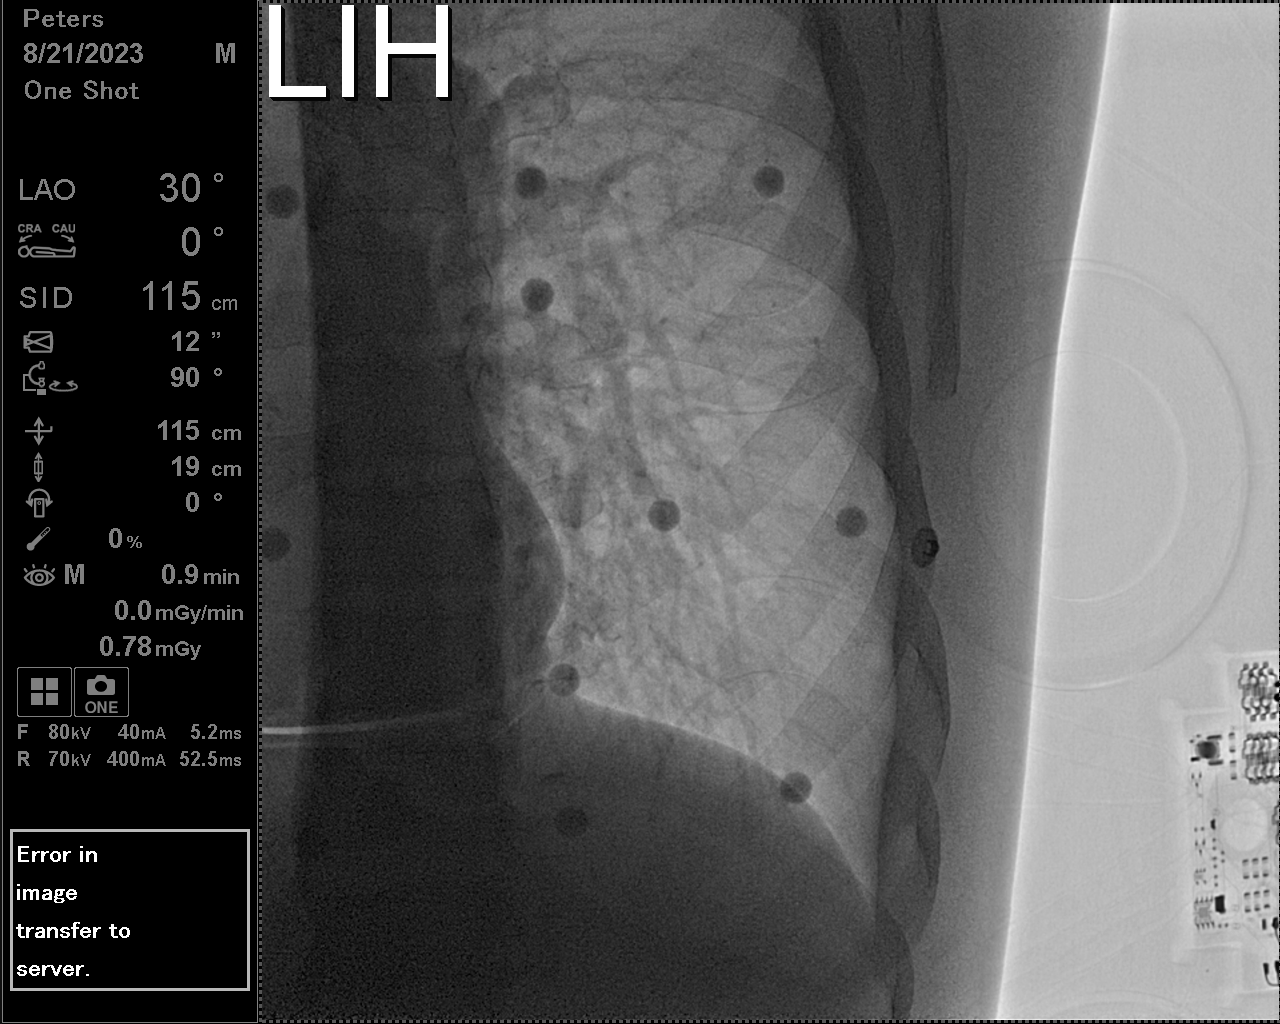 Peters
8/21/2023 M
One Shot
LIH
LAO 30 °
CRA CAU 0 °
SID 115 cm
12 ”
90 °
115 cm
19 cm
0 °
0 %
M 0.9 min
0.0 mGy/min
0.78 mGy
ONE
F 80kV 40mA 5.2ms
R 70kV 400mA 52.5ms
Error in
image
transfer to
server.